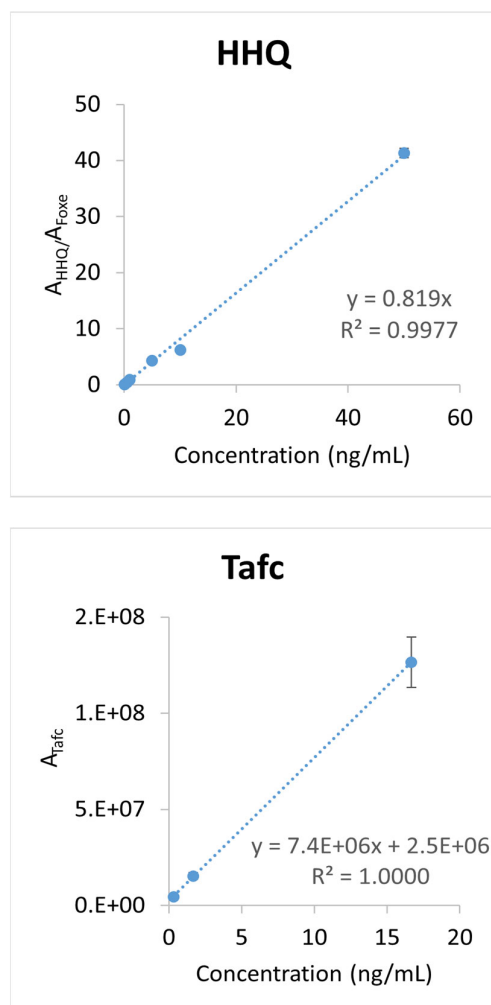 HHQ
50
40
30
20
10
0
A_HHQ/A_Foxe
y = 0.819x
R² = 0.9977
0 20 40 60
Concentration (ng/mL)
Tafc
2.E+08
1.E+08
5.E+07
0.E+00
A_Tafc
y = 7.4E+06x + 2.5E+06
R² = 1.0000
0 5 10 15 20
Concentration (ng/mL)